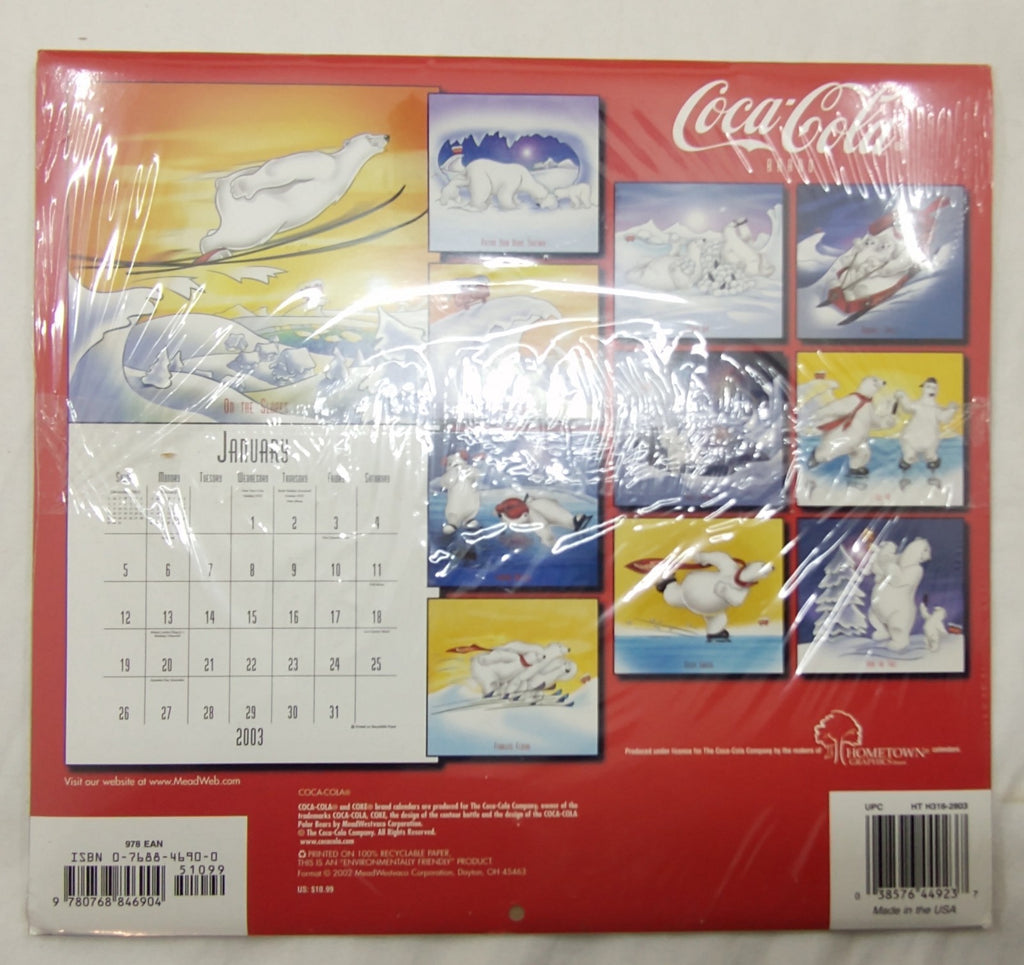 Coca-Cola
ON THE SLOPES
JANUARY
MONDAY TUESDAY WEDNESDAY THURSDAY FRIDAY SATURDAY
1 2 3 4
5 6 7 8 9 10 11
12 13 14 15 16 17 18
19 20 21 22 23 24 25
26 27 28 29 30 31
2003
Visit our website at www.MeadWeb.com
Produced under license for The Coca-Cola Company by the makers of HOMETOWN GRAPHICS calendars.
COCA-COLA®
COCA-COLA® and COKE® brand calendars are produced for The Coca-Cola Company, owner of the
trademarks COCA-COLA, COKE, the design of the contour bottle and the design of the COCA-COLA
Polar Bears by MeadWestvaco Corporation.
© The Coca-Cola Company. All Rights Reserved.
www.cocacola.com
PRINTED ON 100% RECYCLABLE PAPER.
THIS IS AN "ENVIRONMENTALLY FRIENDLY" PRODUCT
Format © 2002 MeadWestvaco Corporation, Dayton, OH 45463
US: $10.99
978 EAN
ISBN 0-7688-4690-0
51099
9 780768 846904
UPC HT H316-2803
0 38576 44923 7
Made in the USA